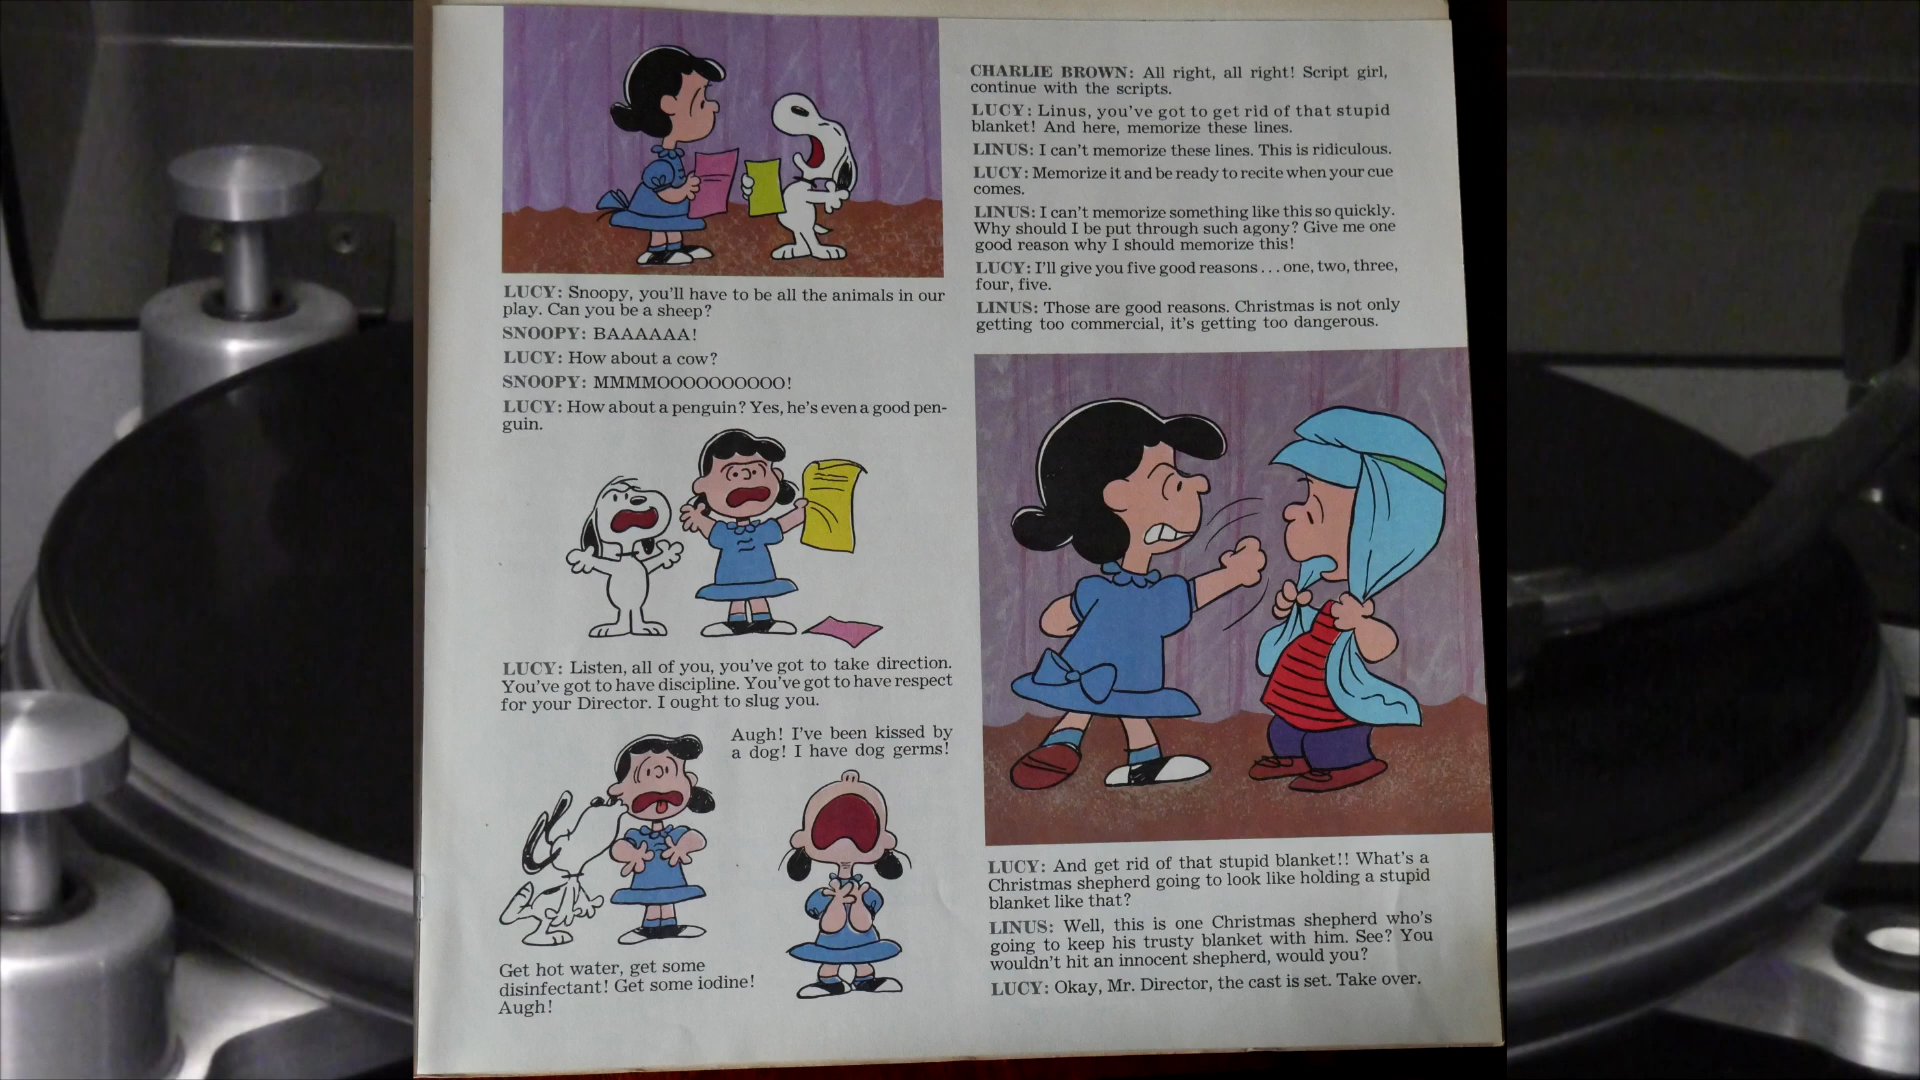 LUCY: Snoopy, you'll have to be all the animals in our
play. Can you be a sheep?
SNOOPY: BAAAAAA!
LUCY: How about a cow?
SNOOPY: MMMMOOOOOOOOOO!
LUCY: How about a penguin? Yes, he's even a good pen-
guin.
LUCY: Listen, all of you, you've got to take direction.
You've got to have discipline. You've got to have respect
for your Director. I ought to slug you.
Augh! I've been kissed by
a dog! I have dog germs!
Get hot water, get some
disinfectant! Get some iodine!
Augh!
CHARLIE BROWN: All right, all right! Script girl,
continue with the scripts.
LUCY: Linus, you've got to get rid of that stupid
blanket! And here, memorize these lines.
LINUS: I can't memorize these lines. This is ridiculous.
LUCY: Memorize it and be ready to recite when your cue
comes.
LINUS: I can't memorize something like this so quickly.
Why should I be put through such agony? Give me one
good reason why I should memorize this!
LUCY: I'll give you five good reasons . . . one, two, three,
four, five.
LINUS: Those are good reasons. Christmas is not only
getting too commercial, it's getting too dangerous.
LUCY: And get rid of that stupid blanket!! What's a
Christmas shepherd going to look like holding a stupid
blanket like that?
LINUS: Well, this is one Christmas shepherd who's
going to keep his trusty blanket with him. See? You
wouldn't hit an innocent shepherd, would you?
LUCY: Okay, Mr. Director, the cast is set. Take over.